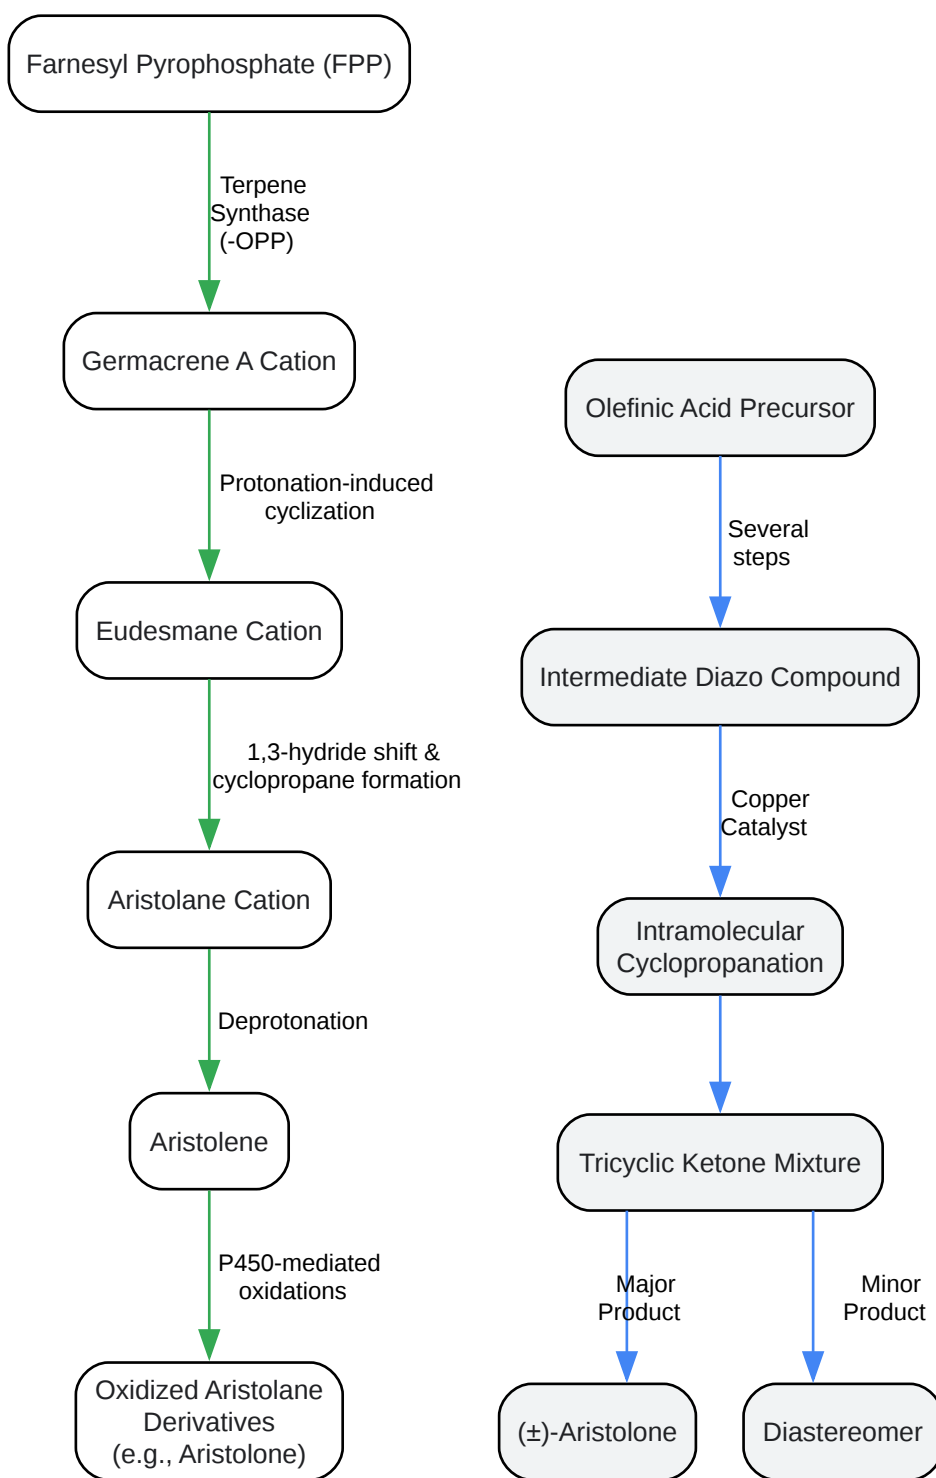 Farnesyl Pyrophosphate (FPP)
Terpene
Synthase
(-OPP)
Germacrene A Cation
Protonation-induced
cyclization
Eudesmane Cation
1,3-hydride shift &
cyclopropane formation
Aristolane Cation
Deprotonation
Aristolene
P450-mediated
oxidations
Oxidized Aristolane
Derivatives
(e.g., Aristolone)
Olefinic Acid Precursor
Several
steps
Intermediate Diazo Compound
Copper
Catalyst
Intramolecular
Cyclopropanation
Tricyclic Ketone Mixture
Major
Product
Minor
Product
(±)-Aristolone
Diastereomer